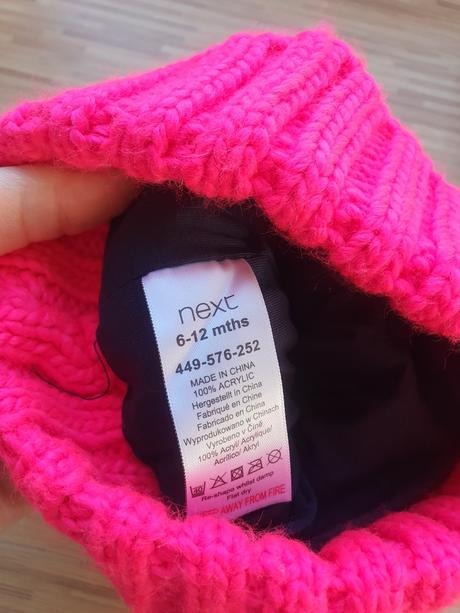 next
6-12 mths
449-576-252
MADE IN CHINA
100% ACRYLIC
Hergestellt in China
Fabriqué en Chine
Fabricado en China
Wyprodukowano w Chinach
Vyrobeno v Číně
100% Acryl/ Acrylique/
Acrílico/ Akryl
Re-shape whilst damp
Flat dry
AWAY FROM FIRE